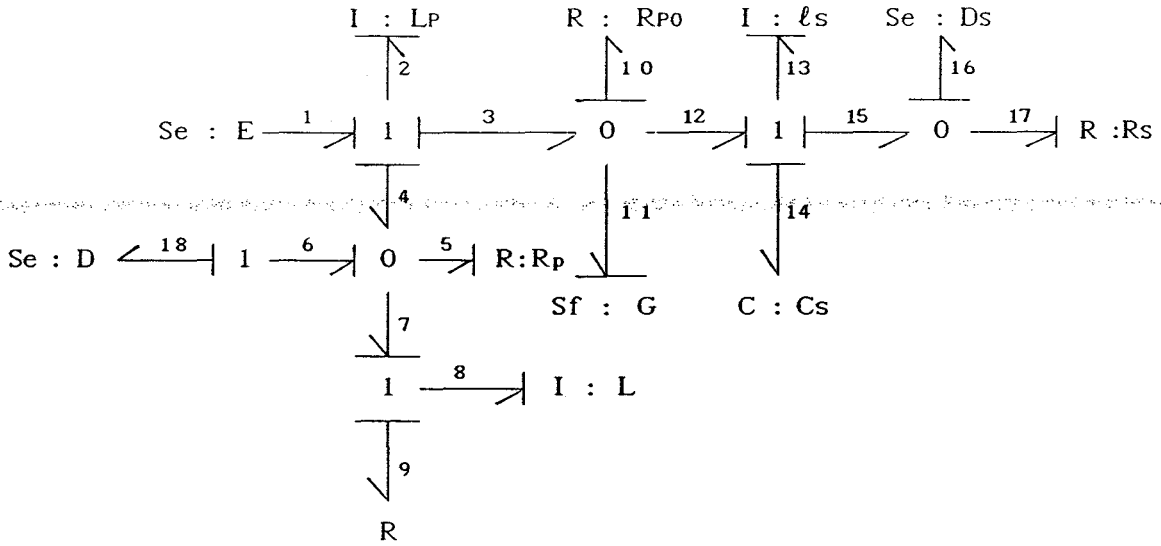 I : LP
R : RPO
I : ℓs
Se : Ds
2
10
13
16
Se : E
1
1
3
0
12
1
15
0
17
R :Rs
4
11
14
Se : D
18
1
6
0
5
R:Rp
Sf : G
C : Cs
7
1
8
I : L
9
R